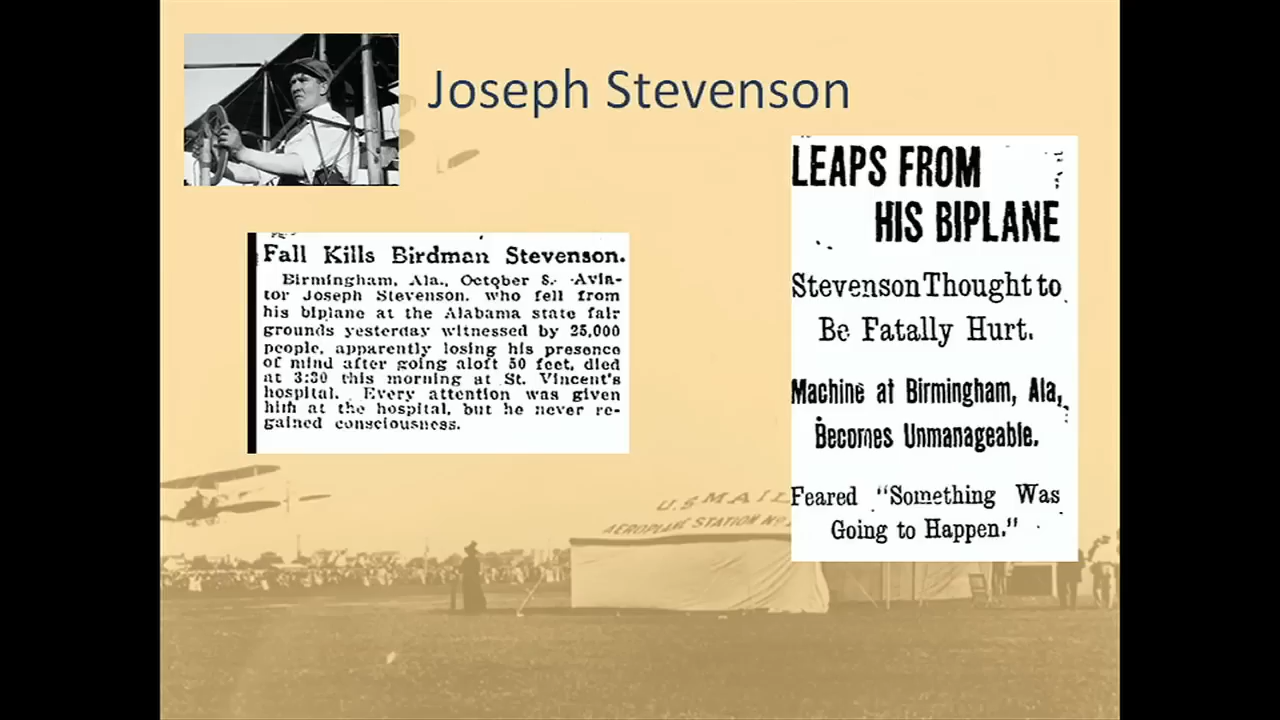 Joseph Stevenson
Fall Kills Birdman Stevenson.
Birmingham, Ala., October 8.- Avia-
tor Joseph Stevenson, who fell from
his biplane at the Alabama state fair
grounds yesterday witnessed by 25,000
people, apparently losing his presence
of mind after going aloft 50 feet, died
at 3:30 this morning at St. Vincent's
hospital. Every attention was given
him at the hospital, but he never re-
gained consciousness.
LEAPS FROM
HIS BIPLANE
Stevenson Thought to
Be Fatally Hurt.
Machine at Birmingham, Ala.,
Becomes Unmanageable.
Feared "Something Was
Going to Happen."
U.S MAIL
AEROPLANE STATION No.